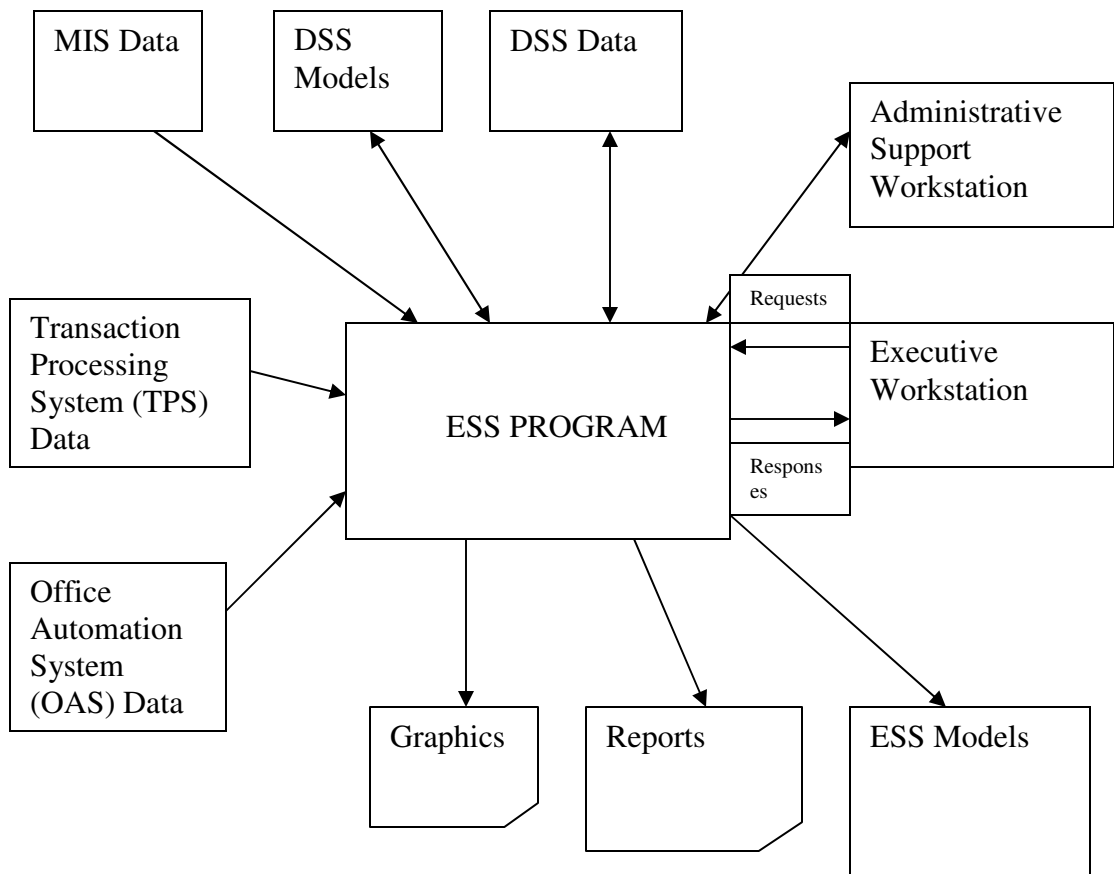 MIS Data
DSS
Models
DSS Data
Administrative
Support
Workstation
Requests
Transaction
Processing
System (TPS)
Data
ESS PROGRAM
Executive
Workstation
Respons
es
Office
Automation
System
(OAS) Data
Graphics
Reports
ESS Models